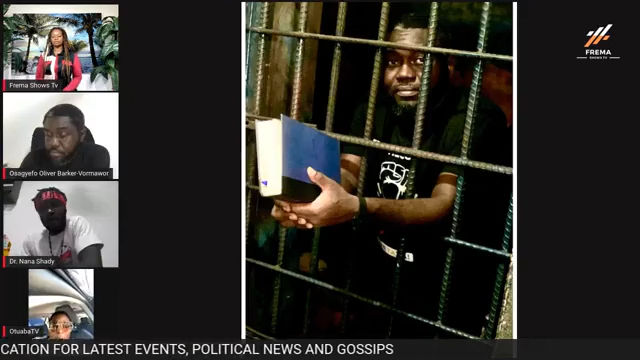 FREMA
SHOWS TV
Frema Shows Tv
Osagyefo Oliver Barker-Vormawor
Dr. Nana Shady
OtuabaTV
CATION FOR LATEST EVENTS, POLITICAL NEWS AND GOSSIPS